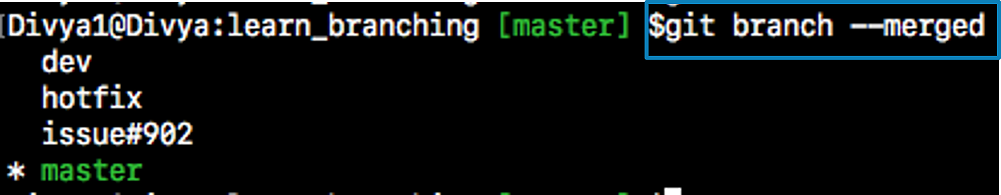 [Divya1@Divya:learn_branching [master] $git branch --merged
dev
hotfix
issue#902
* master